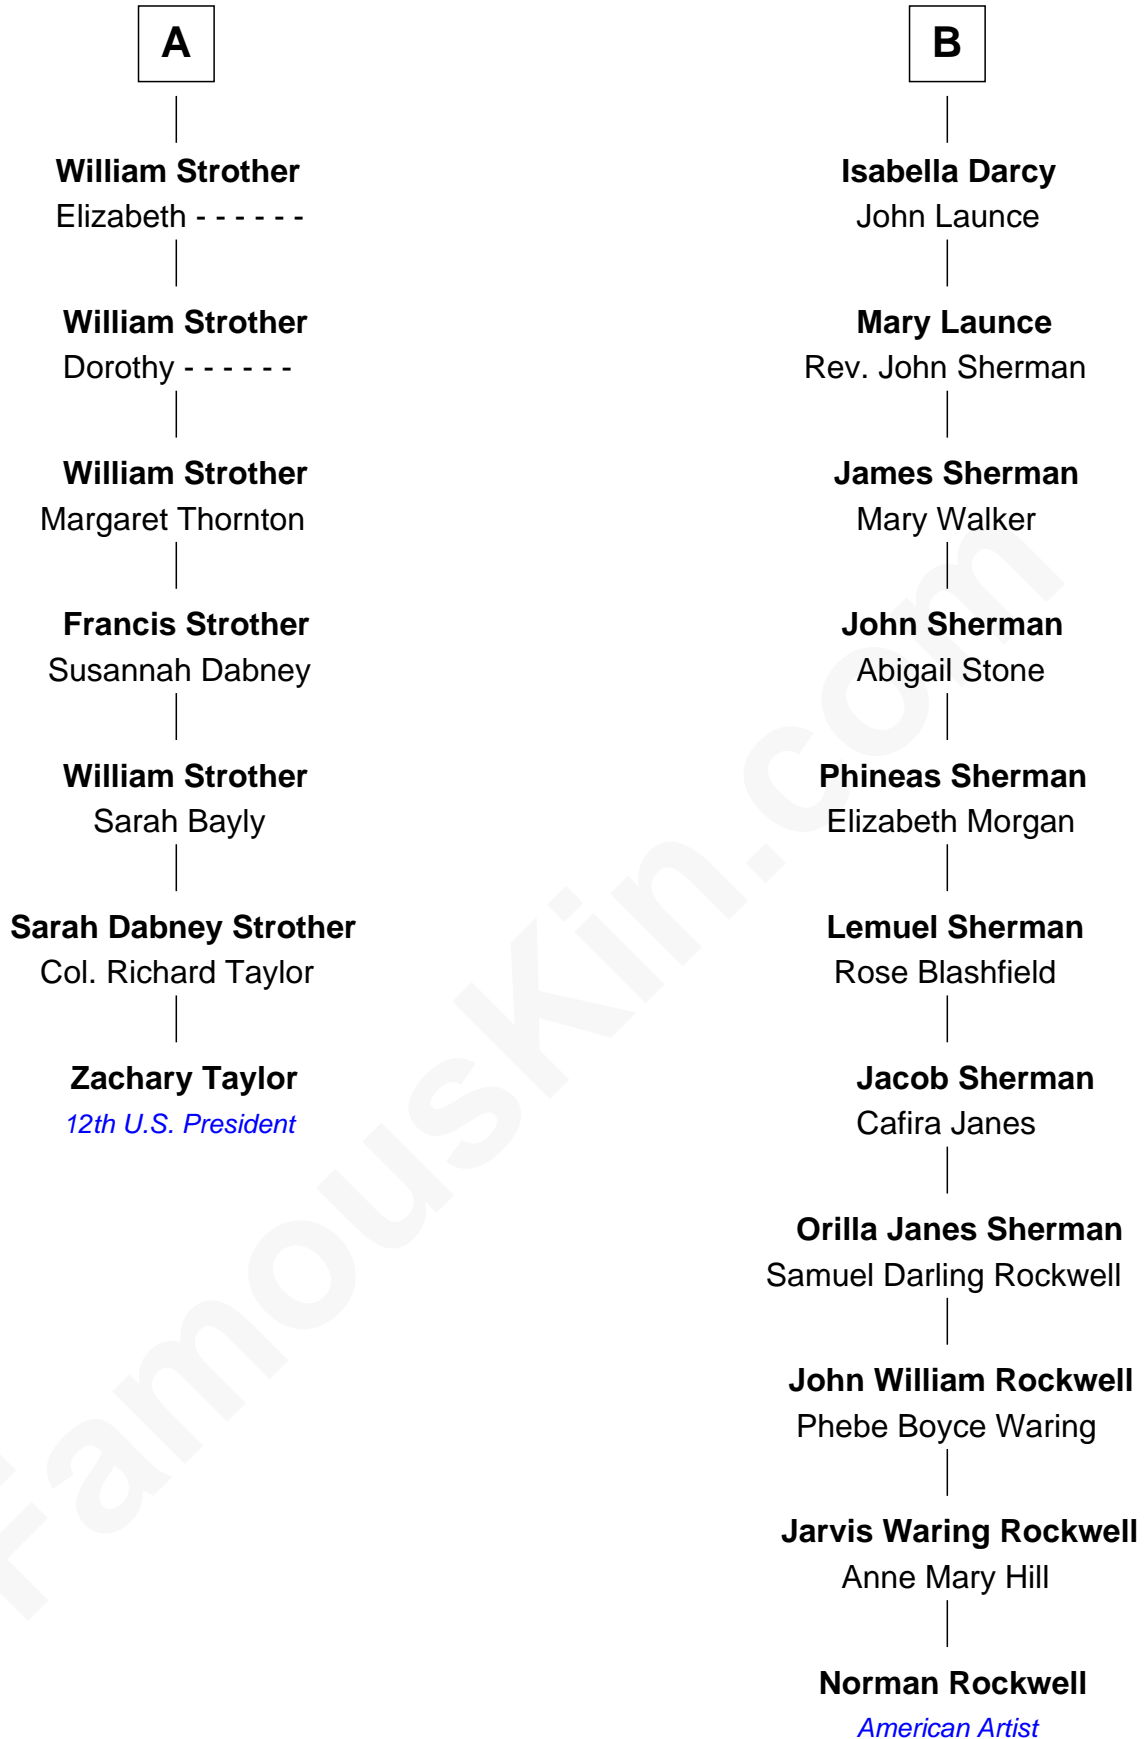 A
William Strother
Elizabeth - - - - - -
William Strother
Dorothy - - - - - -
William Strother
Margaret Thornton
Francis Strother
Susannah Dabney
William Strother
Sarah Bayly
Sarah Dabney Strother
Col. Richard Taylor
Zachary Taylor
12th U.S. President
B
Isabella Darcy
John Launce
Mary Launce
Rev. John Sherman
James Sherman
Mary Walker
John Sherman
Abigail Stone
Phineas Sherman
Elizabeth Morgan
Lemuel Sherman
Rose Blashfield
Jacob Sherman
Cafira Janes
Orilla Janes Sherman
Samuel Darling Rockwell
John William Rockwell
Phebe Boyce Waring
Jarvis Waring Rockwell
Anne Mary Hill
Norman Rockwell
American Artist
FamousKin.com